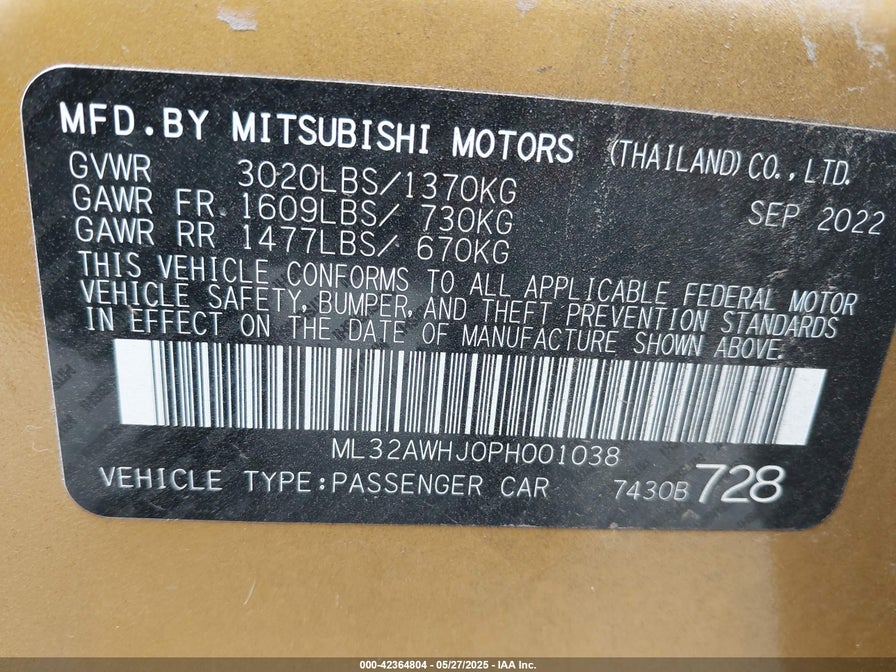 MFD.BY MITSUBISHI MOTORS (THAILAND) CO.,LTD.
GVWR 3020LBS/1370KG SEP 2022
GAWR FR 1609LBS/ 730KG
GAWR RR 1477LBS/ 670KG
THIS VEHICLE CONFORMS TO ALL APPLICABLE FEDERAL MOTOR
VEHICLE SAFETY, BUMPER, AND THEFT PREVENTION STANDARDS
IN EFFECT ON THE DATE OF MANUFACTURE SHOWN ABOVE.
ML32AWHJ0PH001038
VEHICLE TYPE:PASSENGER CAR 7430B 728
000-42364804 - 05/27/2025 - IAA Inc.